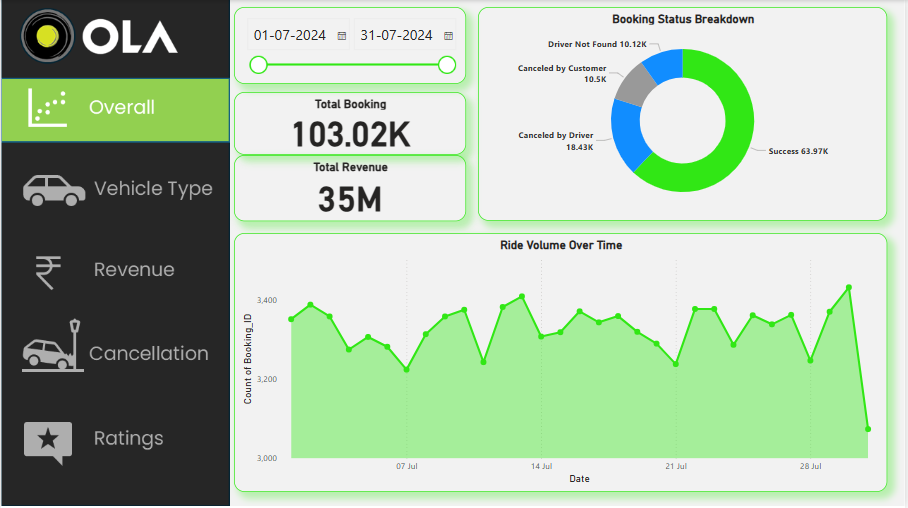 OLA
Overall
Vehicle Type
Revenue
Cancellation
Ratings
01-07-2024
31-07-2024
Total Booking
103.02K
Total Revenue
35M
Booking Status Breakdown
Driver Not Found 10.12K
Canceled by Customer
10.5K
Canceled by Driver
18.43K
Success 63.97K
Ride Volume Over Time
Count of Booking_ID
3,400
3,200
3,000
07 Jul
14 Jul
21 Jul
28 Jul
Date